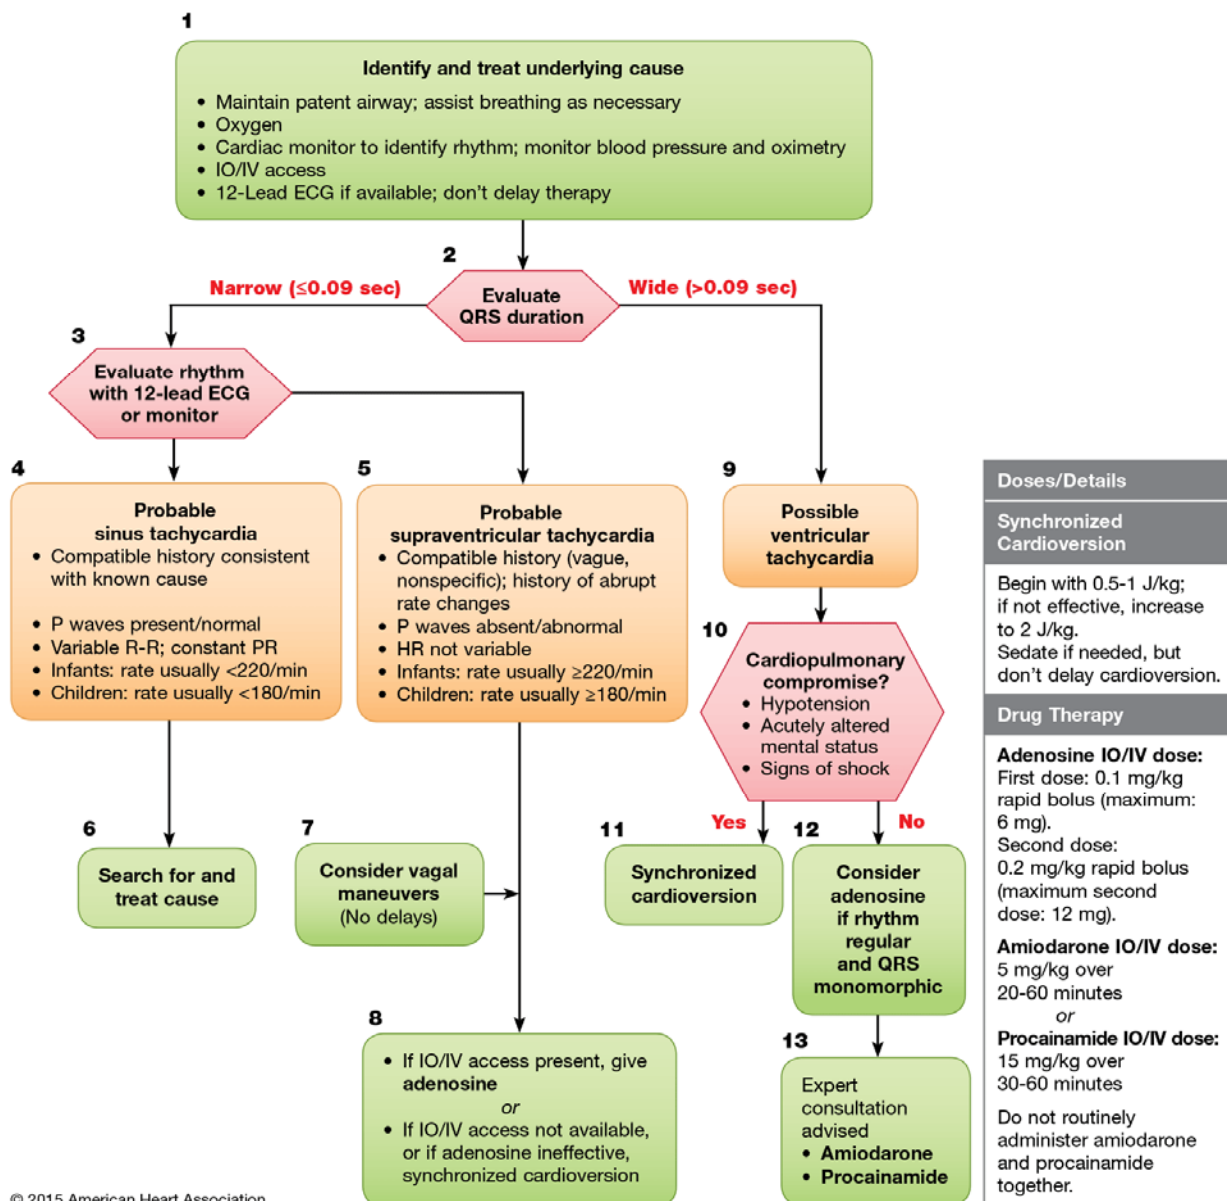 1
Identify and treat underlying cause
• Maintain patent airway; assist breathing as necessary
• Oxygen
• Cardiac monitor to identify rhythm; monitor blood pressure and oximetry
• IO/IV access
• 12-Lead ECG if available; don't delay therapy
2
Narrow (≤0.09 sec)
Evaluate
QRS duration
Wide (>0.09 sec)
3
Evaluate rhythm
with 12-lead ECG
or monitor
4
Probable
sinus tachycardia
• Compatible history consistent
with known cause
• P waves present/normal
• Variable R-R; constant PR
• Infants: rate usually <220/min
• Children: rate usually <180/min
5
Probable
supraventricular tachycardia
• Compatible history (vague,
nonspecific); history of abrupt
rate changes
• P waves absent/abnormal
• HR not variable
• Infants: rate usually ≥220/min
• Children: rate usually ≥180/min
9
Possible
ventricular
tachycardia
10
Cardiopulmonary
compromise?
• Hypotension
• Acutely altered
mental status
• Signs of shock
Yes
No
6
Search for and
treat cause
7
Consider vagal
maneuvers
(No delays)
11
Synchronized
cardioversion
12
Consider
adenosine
if rhythm
regular
and QRS
monomorphic
8
• If IO/IV access present, give
adenosine
or
• If IO/IV access not available,
or if adenosine ineffective,
synchronized cardioversion
13
Expert
consultation
advised
• Amiodarone
• Procainamide
Doses/Details
Synchronized
Cardioversion
Begin with 0.5-1 J/kg;
if not effective, increase
to 2 J/kg.
Sedate if needed, but
don't delay cardioversion.
Drug Therapy
Adenosine IO/IV dose:
First dose: 0.1 mg/kg
rapid bolus (maximum:
6 mg).
Second dose:
0.2 mg/kg rapid bolus
(maximum second
dose: 12 mg).
Amiodarone IO/IV dose:
5 mg/kg over
20-60 minutes
or
Procainamide IO/IV dose:
15 mg/kg over
30-60 minutes
Do not routinely
administer amiodarone
and procainamide
together.
© 2015 American Heart Association